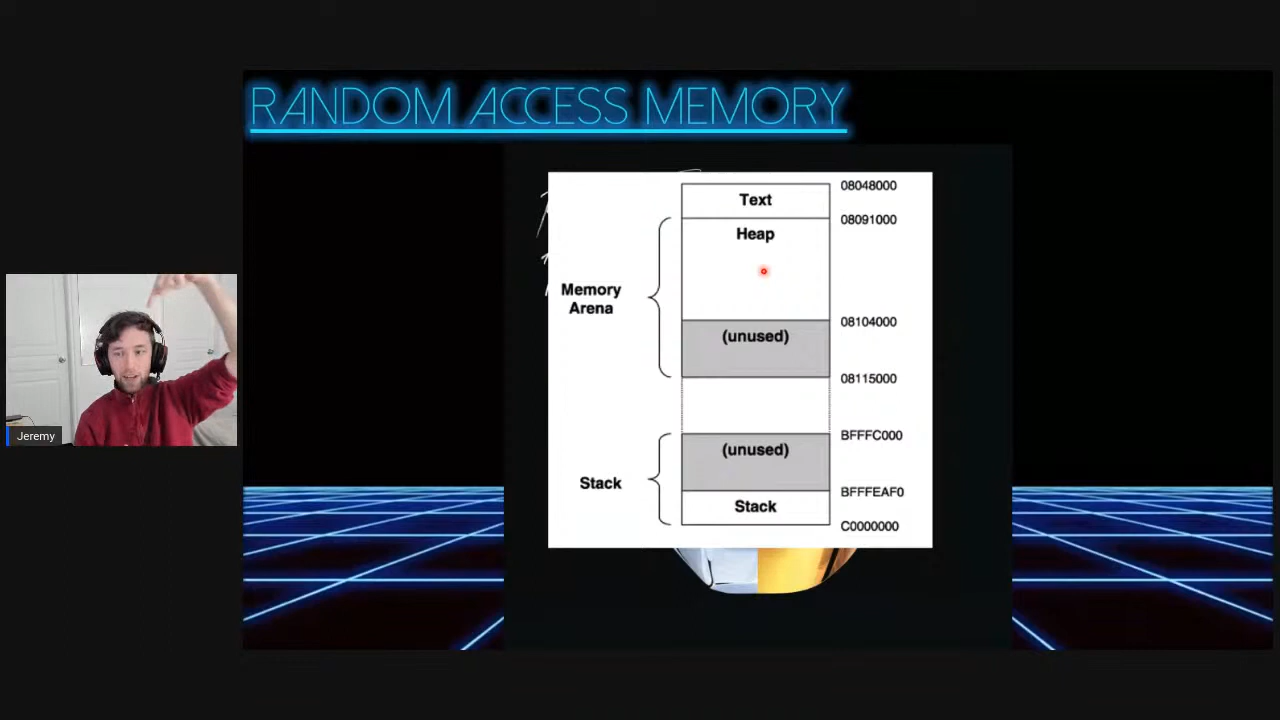 RANDOM ACCESS MEMORY
08048000
Text
08091000
Heap
Memory
Arena
08104000
(unused)
08115000
BFFFC000
(unused)
Stack
BFFFEAF0
Stack
C0000000
Jeremy